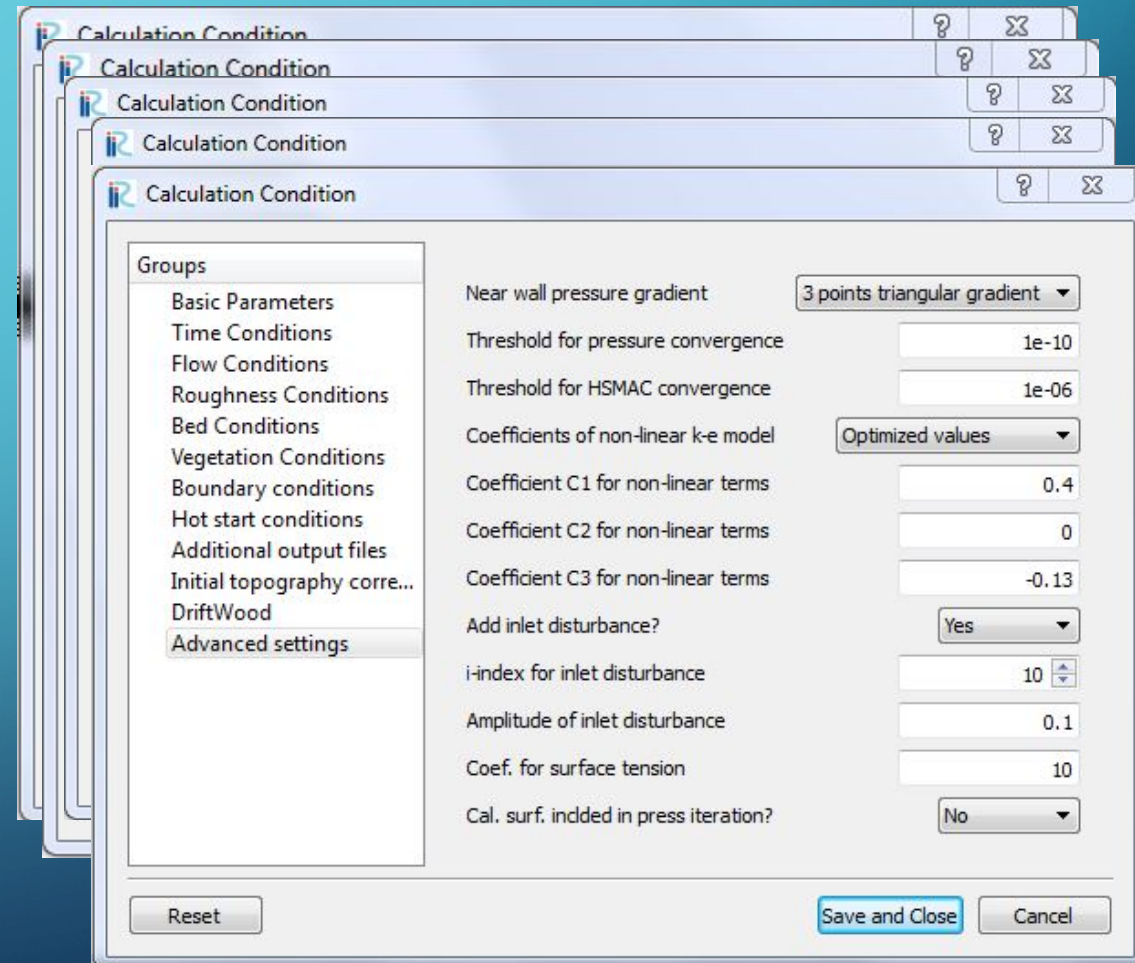 Calculation Condition
Calculation Condition
Calculation Condition
Calculation Condition
Calculation Condition
Groups
Basic Parameters
Time Conditions
Flow Conditions
Roughness Conditions
Bed Conditions
Vegetation Conditions
Boundary conditions
Hot start conditions
Additional output files
Initial topography corre...
DriftWood
Advanced settings
Near wall pressure gradient 3 points triangular gradient
Threshold for pressure convergence 1e-10
Threshold for HSMAC convergence 1e-06
Coefficients of non-linear k-e model Optimized values
Coefficient C1 for non-linear terms 0.4
Coefficient C2 for non-linear terms 0
Coefficient C3 for non-linear terms -0.13
Add inlet disturbance? Yes
i-index for inlet disturbance 10
Amplitude of inlet disturbance 0.1
Coef. for surface tension 10
Cal. surf. inclded in press iteration? No
Reset Save and Close Cancel